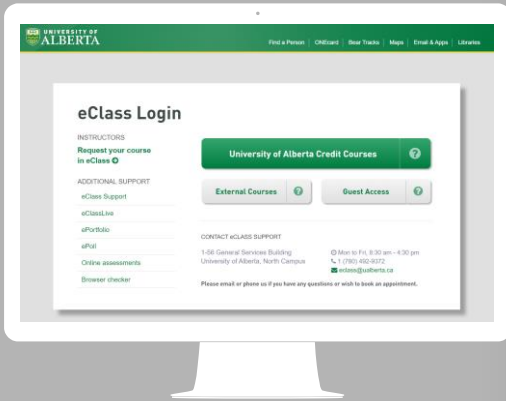 UNIVERSITY OF
ALBERTA
Find a Person | ONEcard | Bear Tracks | Maps | Email & Apps | Libraries
eClass Login
INSTRUCTORS
Request your course
in eClass
ADDITIONAL SUPPORT
eClass Support
eClassLive
ePortfolio
ePoll
Online assessments
Browser checker
University of Alberta Credit Courses ?
External Courses ?
Guest Access ?
CONTACT eCLASS SUPPORT
1-56 General Services Building
University of Alberta, North Campus
Mon to Fri, 8:30 am - 4:30 pm
1 (780) 492-9372
eclass@ualberta.ca
Please email or phone us if you have any questions or wish to book an appointment.